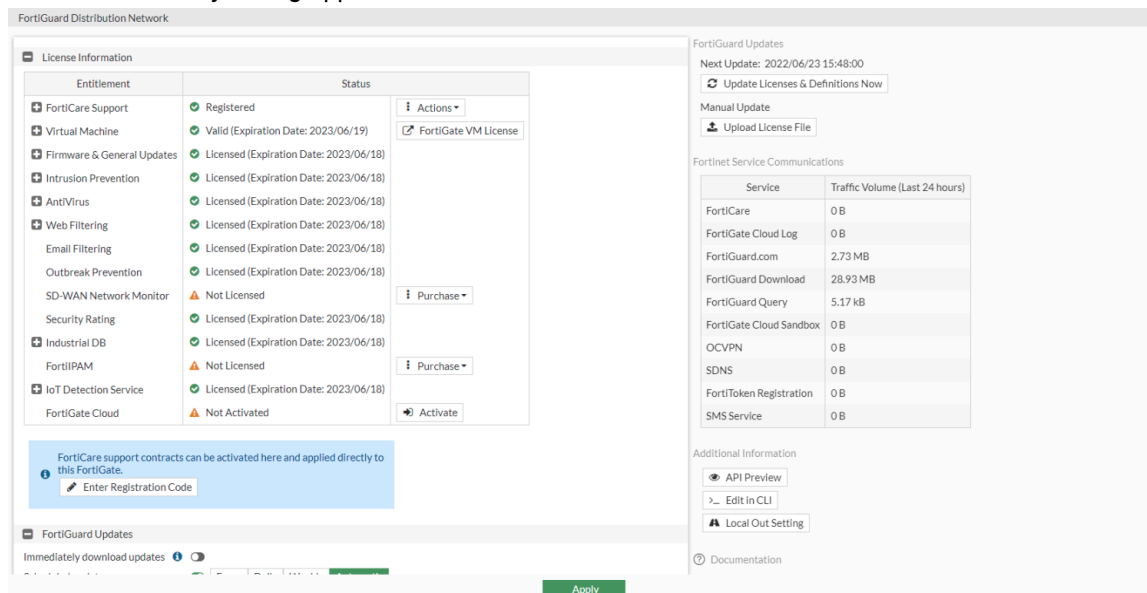 FortiGuard Distribution Network
License Information
Entitlement Status
FortiCare Support Registered Actions
Virtual Machine Valid (Expiration Date: 2023/06/19) FortiGate VM License
Firmware & General Updates Licensed (Expiration Date: 2023/06/18)
Intrusion Prevention Licensed (Expiration Date: 2023/06/18)
AntiVirus Licensed (Expiration Date: 2023/06/18)
Web Filtering Licensed (Expiration Date: 2023/06/18)
Email Filtering Licensed (Expiration Date: 2023/06/18)
Outbreak Prevention Licensed (Expiration Date: 2023/06/18)
SD-WAN Network Monitor Not Licensed Purchase
Security Rating Licensed (Expiration Date: 2023/06/18)
Industrial DB Licensed (Expiration Date: 2023/06/18)
FortiIPAM Not Licensed Purchase
IoT Detection Service Licensed (Expiration Date: 2023/06/18)
FortiGate Cloud Not Activated Activate
FortiCare support contracts can be activated here and applied directly to
this FortiGate.
Enter Registration Code
FortiGuard Updates
Immediately download updates
FortiGuard Updates
Next Update: 2022/06/23 15:48:00
Update Licenses & Definitions Now
Manual Update
Upload License File
Fortinet Service Communications
Service Traffic Volume (Last 24 hours)
FortiCare 0 B
FortiGate Cloud Log 0 B
FortiGuard.com 2.73 MB
FortiGuard Download 28.93 MB
FortiGuard Query 5.17 kB
FortiGate Cloud Sandbox 0 B
OCVPN 0 B
SDNS 0 B
FortiToken Registration 0 B
SMS Service 0 B
Additional Information
API Preview
>_ Edit in CLI
Local Out Setting
Documentation
Apply